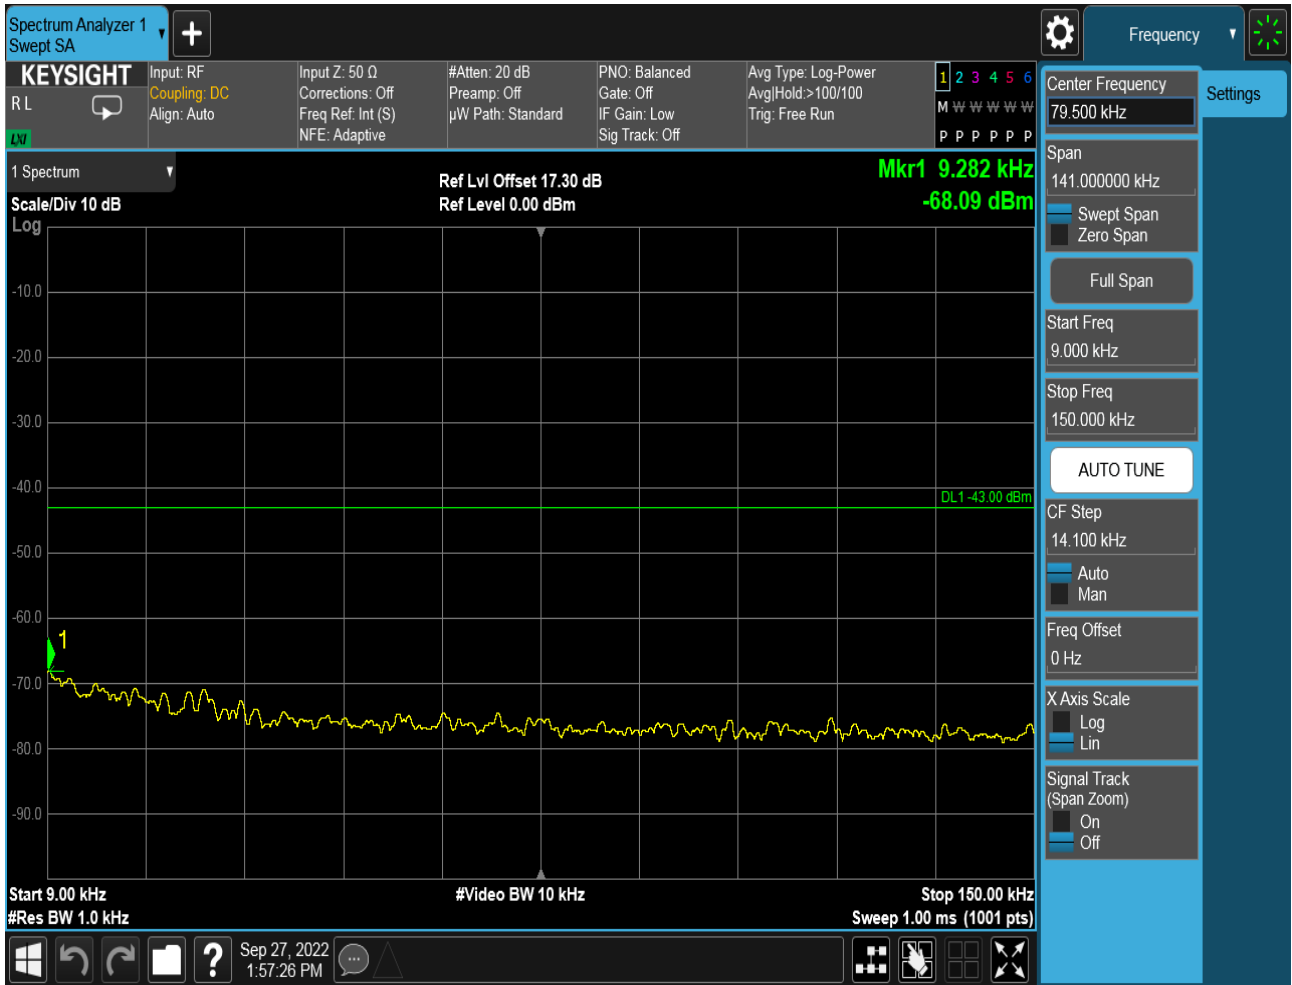 Spectrum Analyzer 1
Swept SA
Frequency
KEYSIGHT
R L
LXI
Input: RF
Coupling: DC
Align: Auto
Input Z: 50 Ω
Corrections: Off
Freq Ref: Int (S)
NFE: Adaptive
#Atten: 20 dB
Preamp: Off
µW Path: Standard
PNO: Balanced
Gate: Off
IF Gain: Low
Sig Track: Off
Avg Type: Log-Power
Avg|Hold:>100/100
Trig: Free Run
1 2 3 4 5 6
M W W W W W
P P P P P P
1 Spectrum
Scale/Div 10 dB
Log
Ref Lvl Offset 17.30 dB
Ref Level 0.00 dBm
Mkr1 9.282 kHz
-68.09 dBm
-10.0
-20.0
-30.0
-40.0
DL1 -43.00 dBm
-50.0
-60.0
1
-70.0
-80.0
-90.0
Start 9.00 kHz
#Video BW 10 kHz
Stop 150.00 kHz
#Res BW 1.0 kHz
Sweep 1.00 ms (1001 pts)
?
Sep 27, 2022
1:57:26 PM
Center Frequency
79.500 kHz
Settings
Span
141.000000 kHz
Swept Span
Zero Span
Full Span
Start Freq
9.000 kHz
Stop Freq
150.000 kHz
AUTO TUNE
CF Step
14.100 kHz
Auto
Man
Freq Offset
0 Hz
X Axis Scale
Log
Lin
Signal Track
(Span Zoom)
On
Off